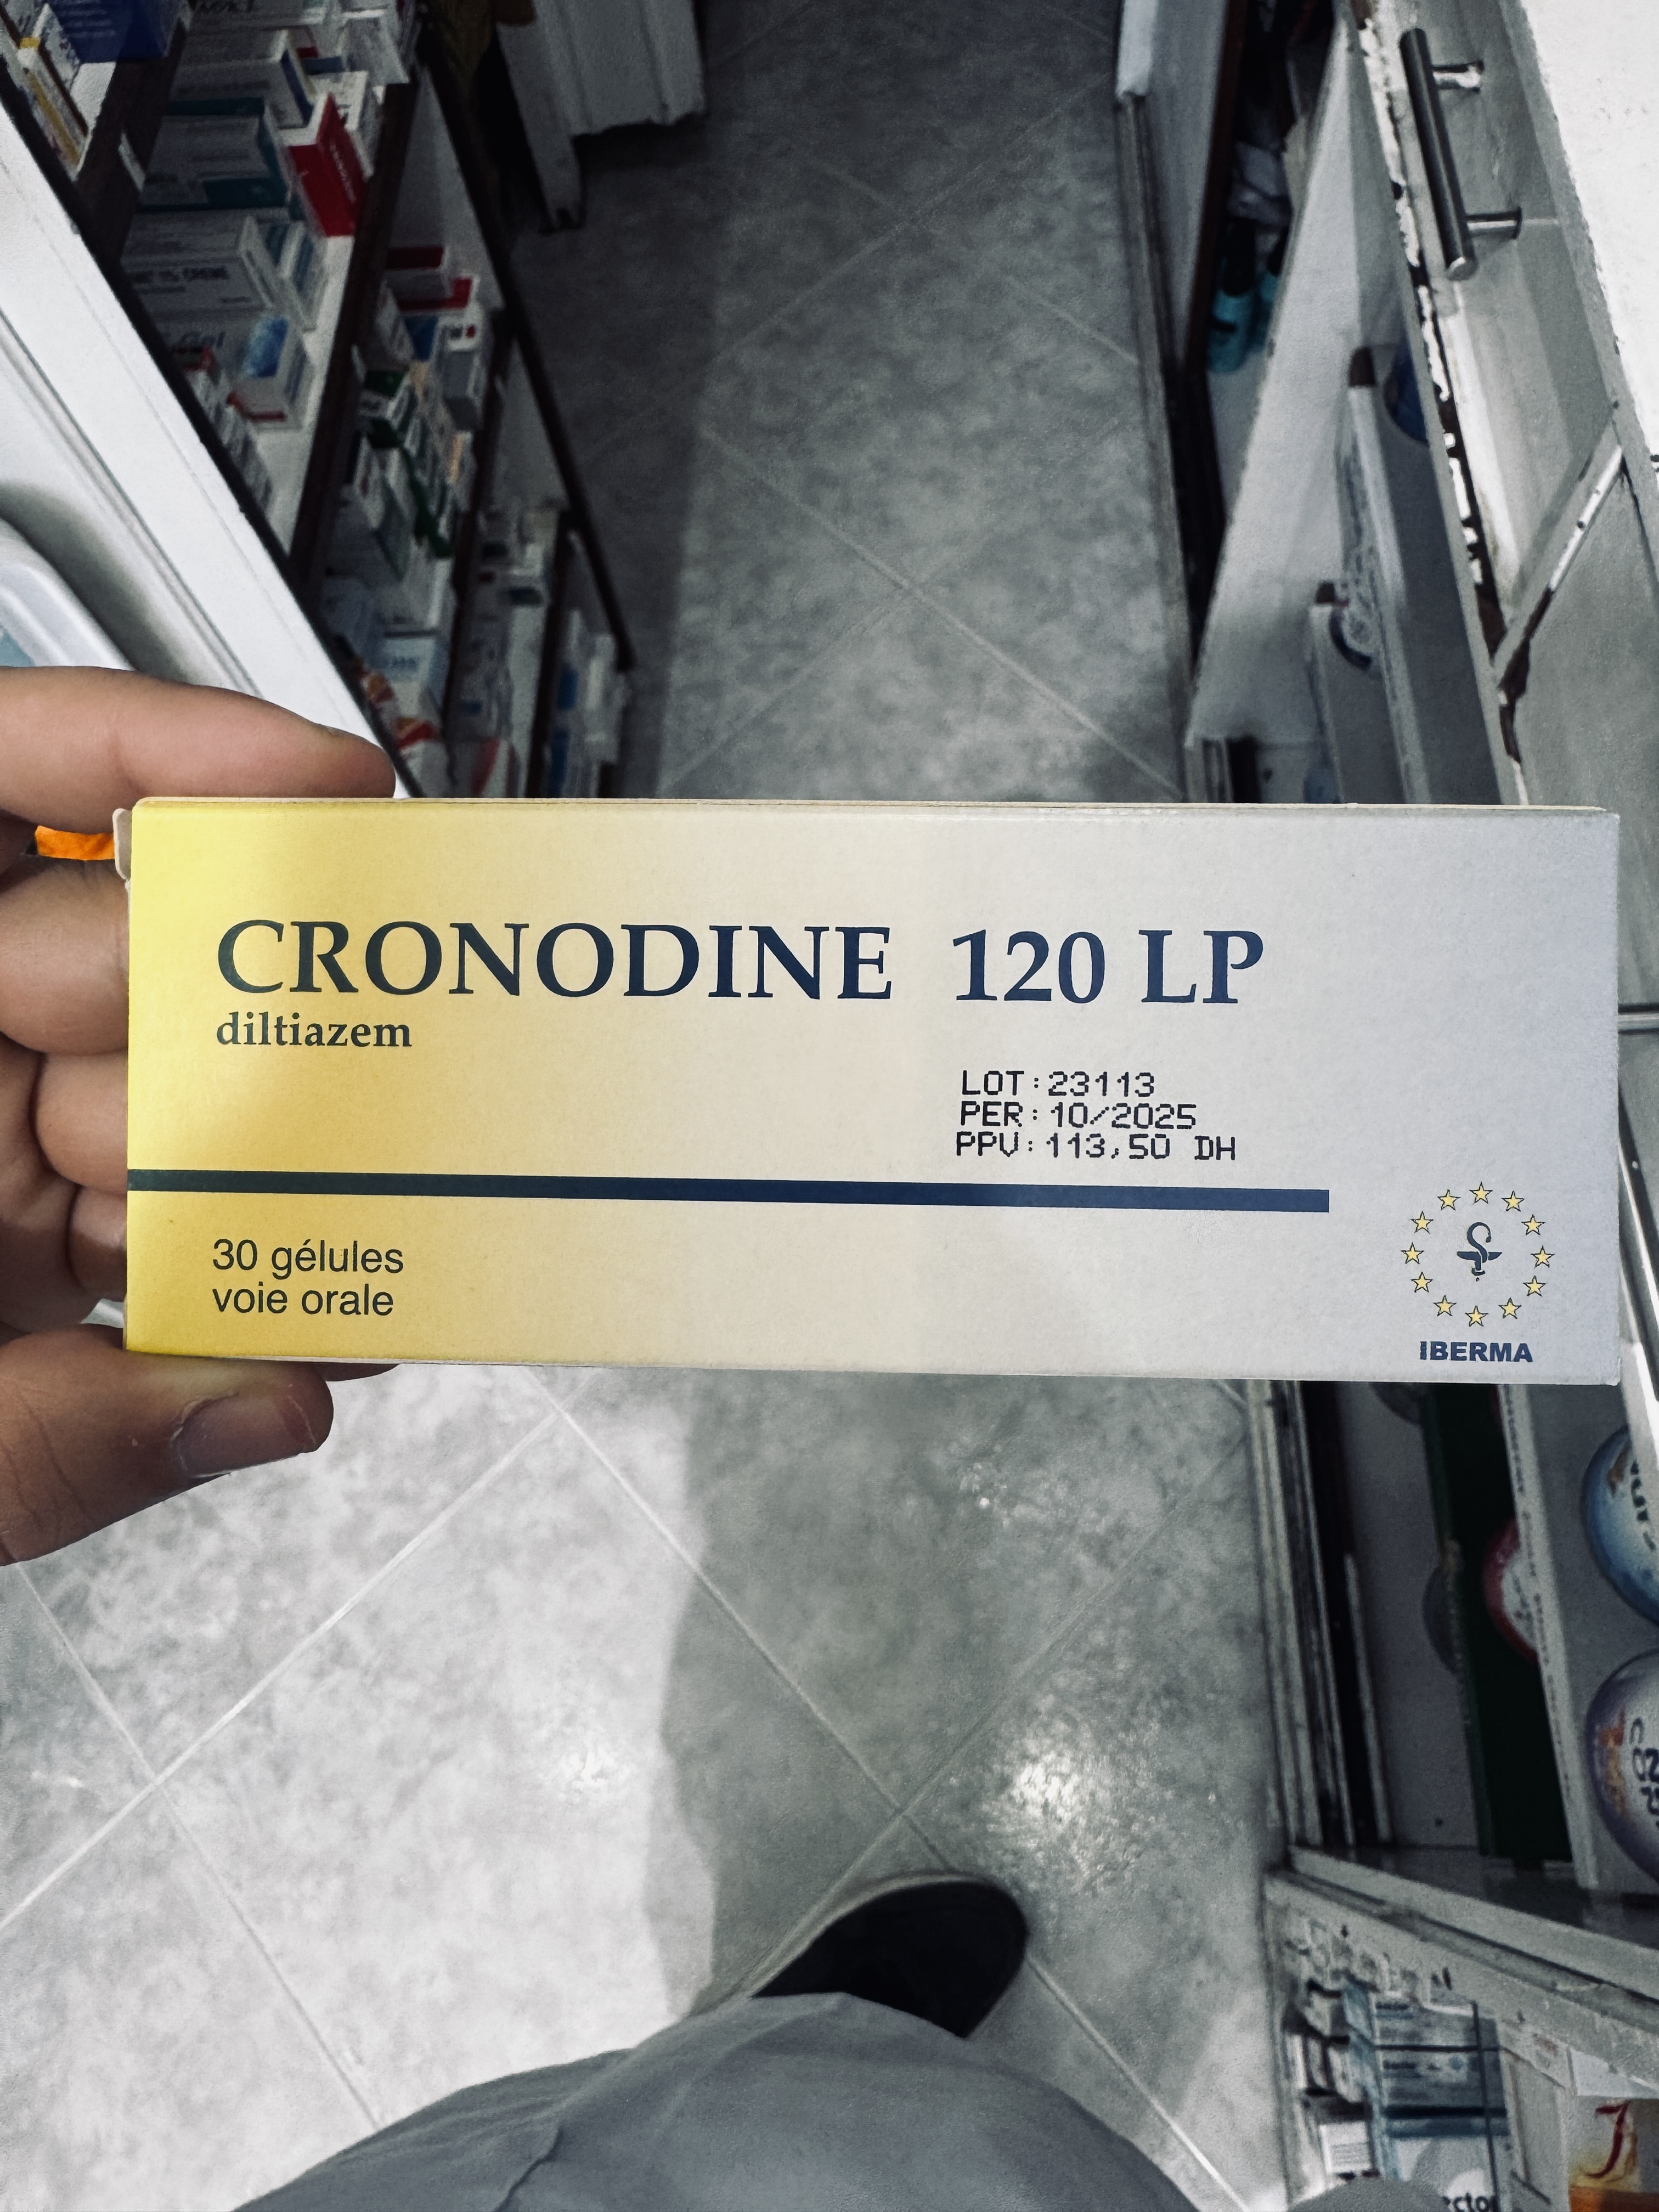 CRONODINE 120 LP
diltiazem
LOT:23113
PER:10/2025
PPV:113,50 DH
30 gélules
voie orale
IBERMA